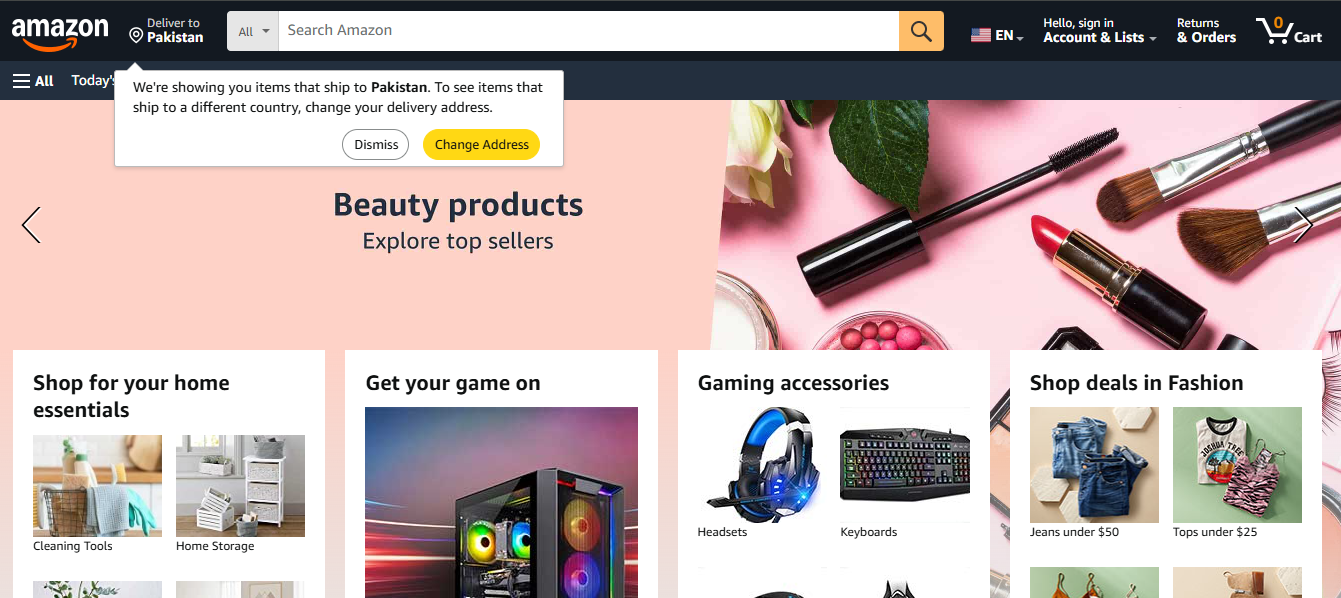 amazon
Deliver to
Pakistan
All
Search Amazon
EN
Hello, sign in
Account & Lists
Returns
& Orders
0
Cart
All
Today's
We're showing you items that ship to Pakistan. To see items that
ship to a different country, change your delivery address.
Dismiss
Change Address
Beauty products
Explore top sellers
Shop for your home
essentials
Get your game on
Gaming accessories
Shop deals in Fashion
JOSHUA TREE
Headsets
Keyboards
Jeans under $50
Tops under $25
Cleaning Tools
Home Storage